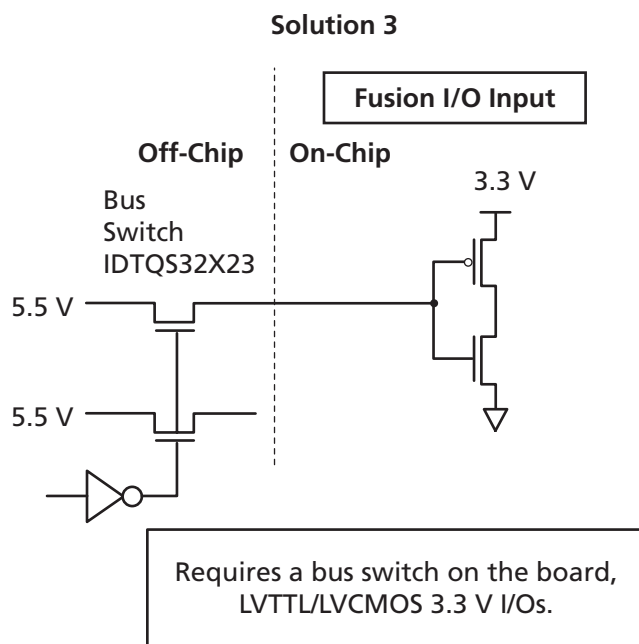 Solution 3
Fusion I/O Input
Off-Chip
On-Chip
Bus
Switch
IDTQS32X23
3.3 V
5.5 V
5.5 V
Requires a bus switch on the board,
LVTTL/LVCMOS 3.3 V I/Os.